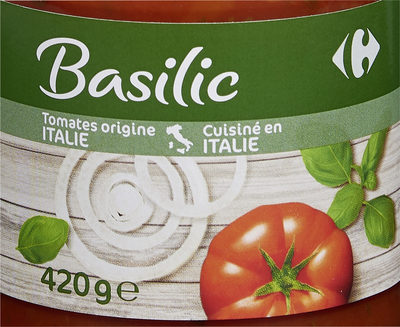 Basilic
Tomates origine
ITALIE
Cuisiné en
ITALIE
420g℮